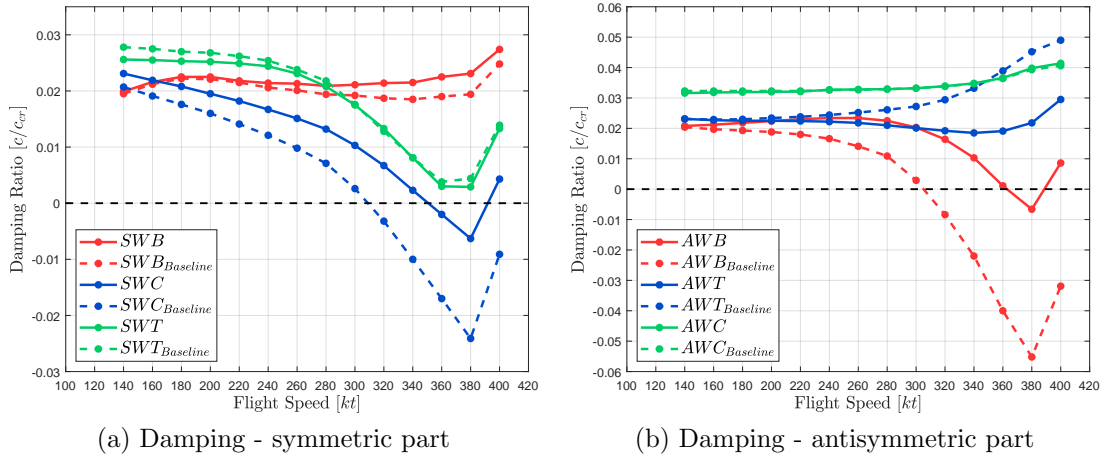 0.03
0.02
0.01
0
-0.01
-0.02
-0.03
Damping Ratio [c/c_cr]
SWB
SWB_Baseline
SWC
SWC_Baseline
SWT
SWT_Baseline
100 120 140 160 180 200 220 240 260 280 300 320 340 360 380 400 420
Flight Speed [kt]
(a) Damping - symmetric part
0.06
0.05
0.04
0.03
0.02
0.01
0
-0.01
-0.02
-0.03
-0.04
-0.05
-0.06
Damping Ratio [c/c_cr]
AWB
AWB_Baseline
AWT
AWT_Baseline
AWC
AWC_Baseline
100 120 140 160 180 200 220 240 260 280 300 320 340 360 380 400 420
Flight Speed [kt]
(b) Damping - antisymmetric part